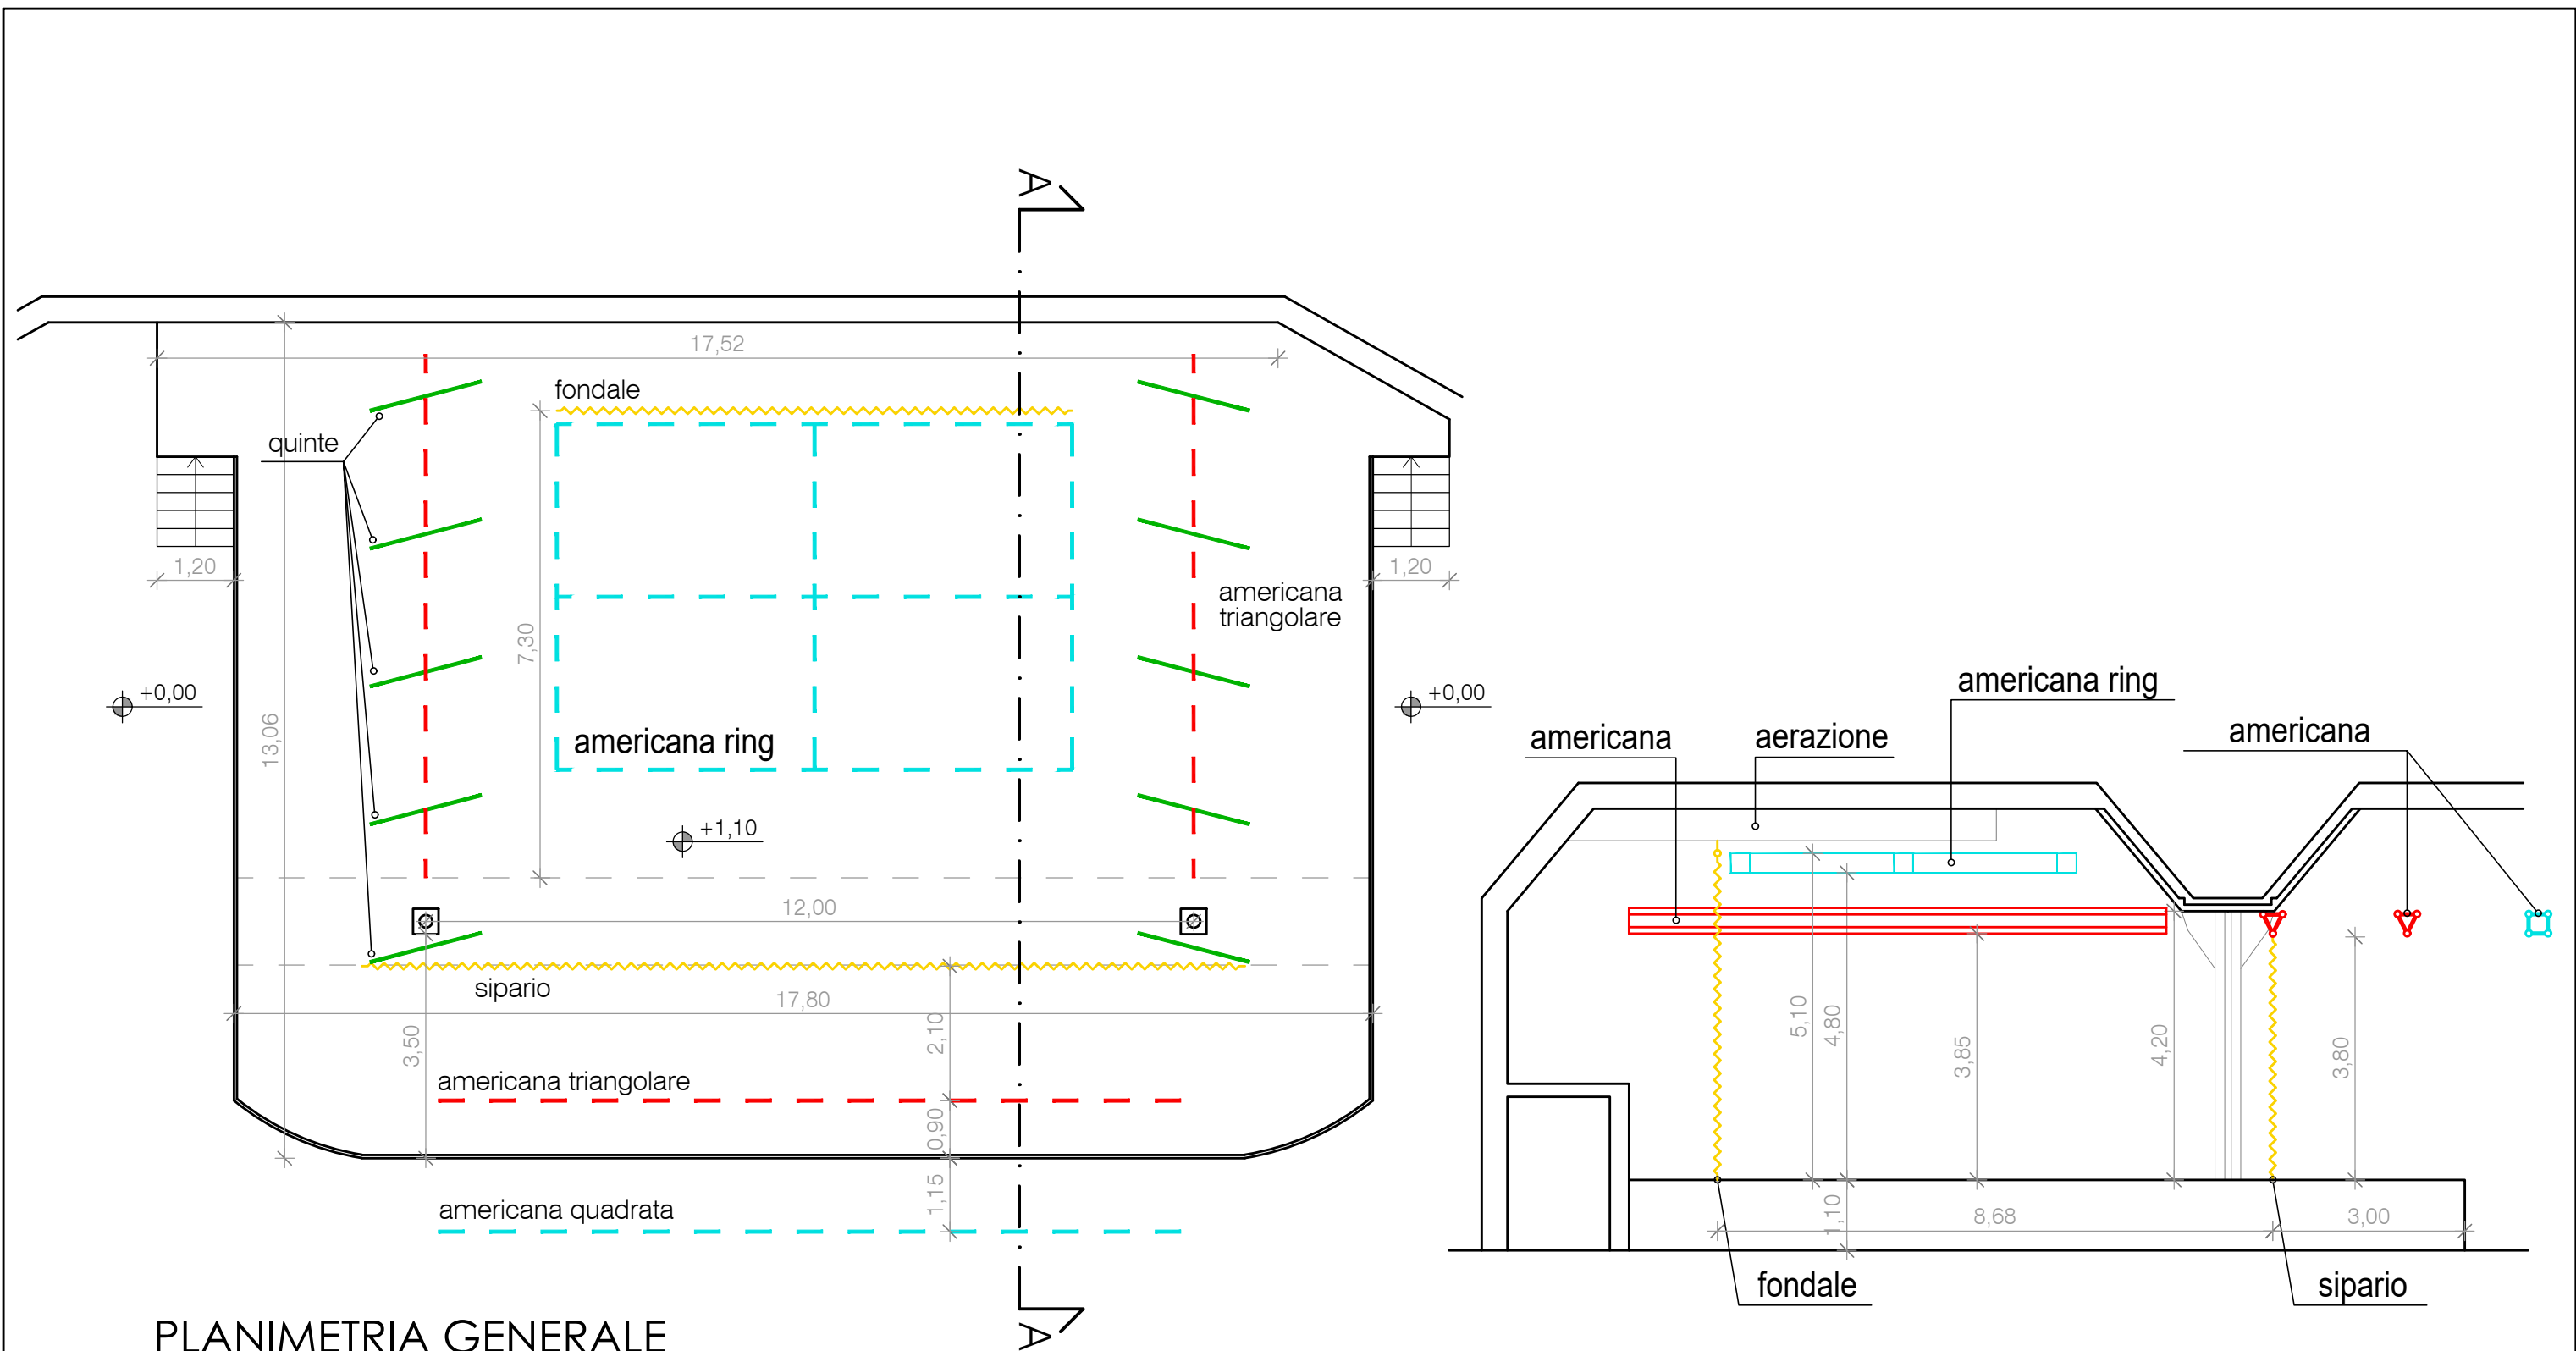 A
17,52
fondale
quinte
1,20
1,20
americana
triangolare
7,30
+0,00
+0,00
13,06
americana ring
+1,10
12,00
sipario
17,80
3,50
2,10
americana triangolare
0,90
1,15
americana quadrata
A
PLANIMETRIA GENERALE
americana ring
americana
aerazione
americana
5,10
4,80
3,85
4,20
3,80
1,10
8,68
3,00
fondale
sipario